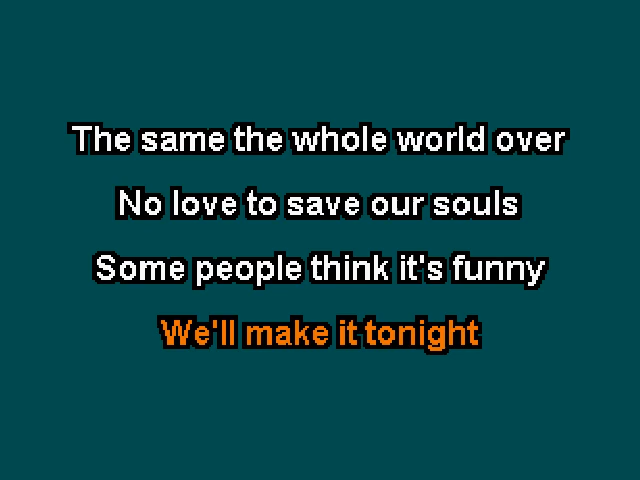 The same the whole world over
No love to save our souls
Some people think it's funny
We'll make it tonight